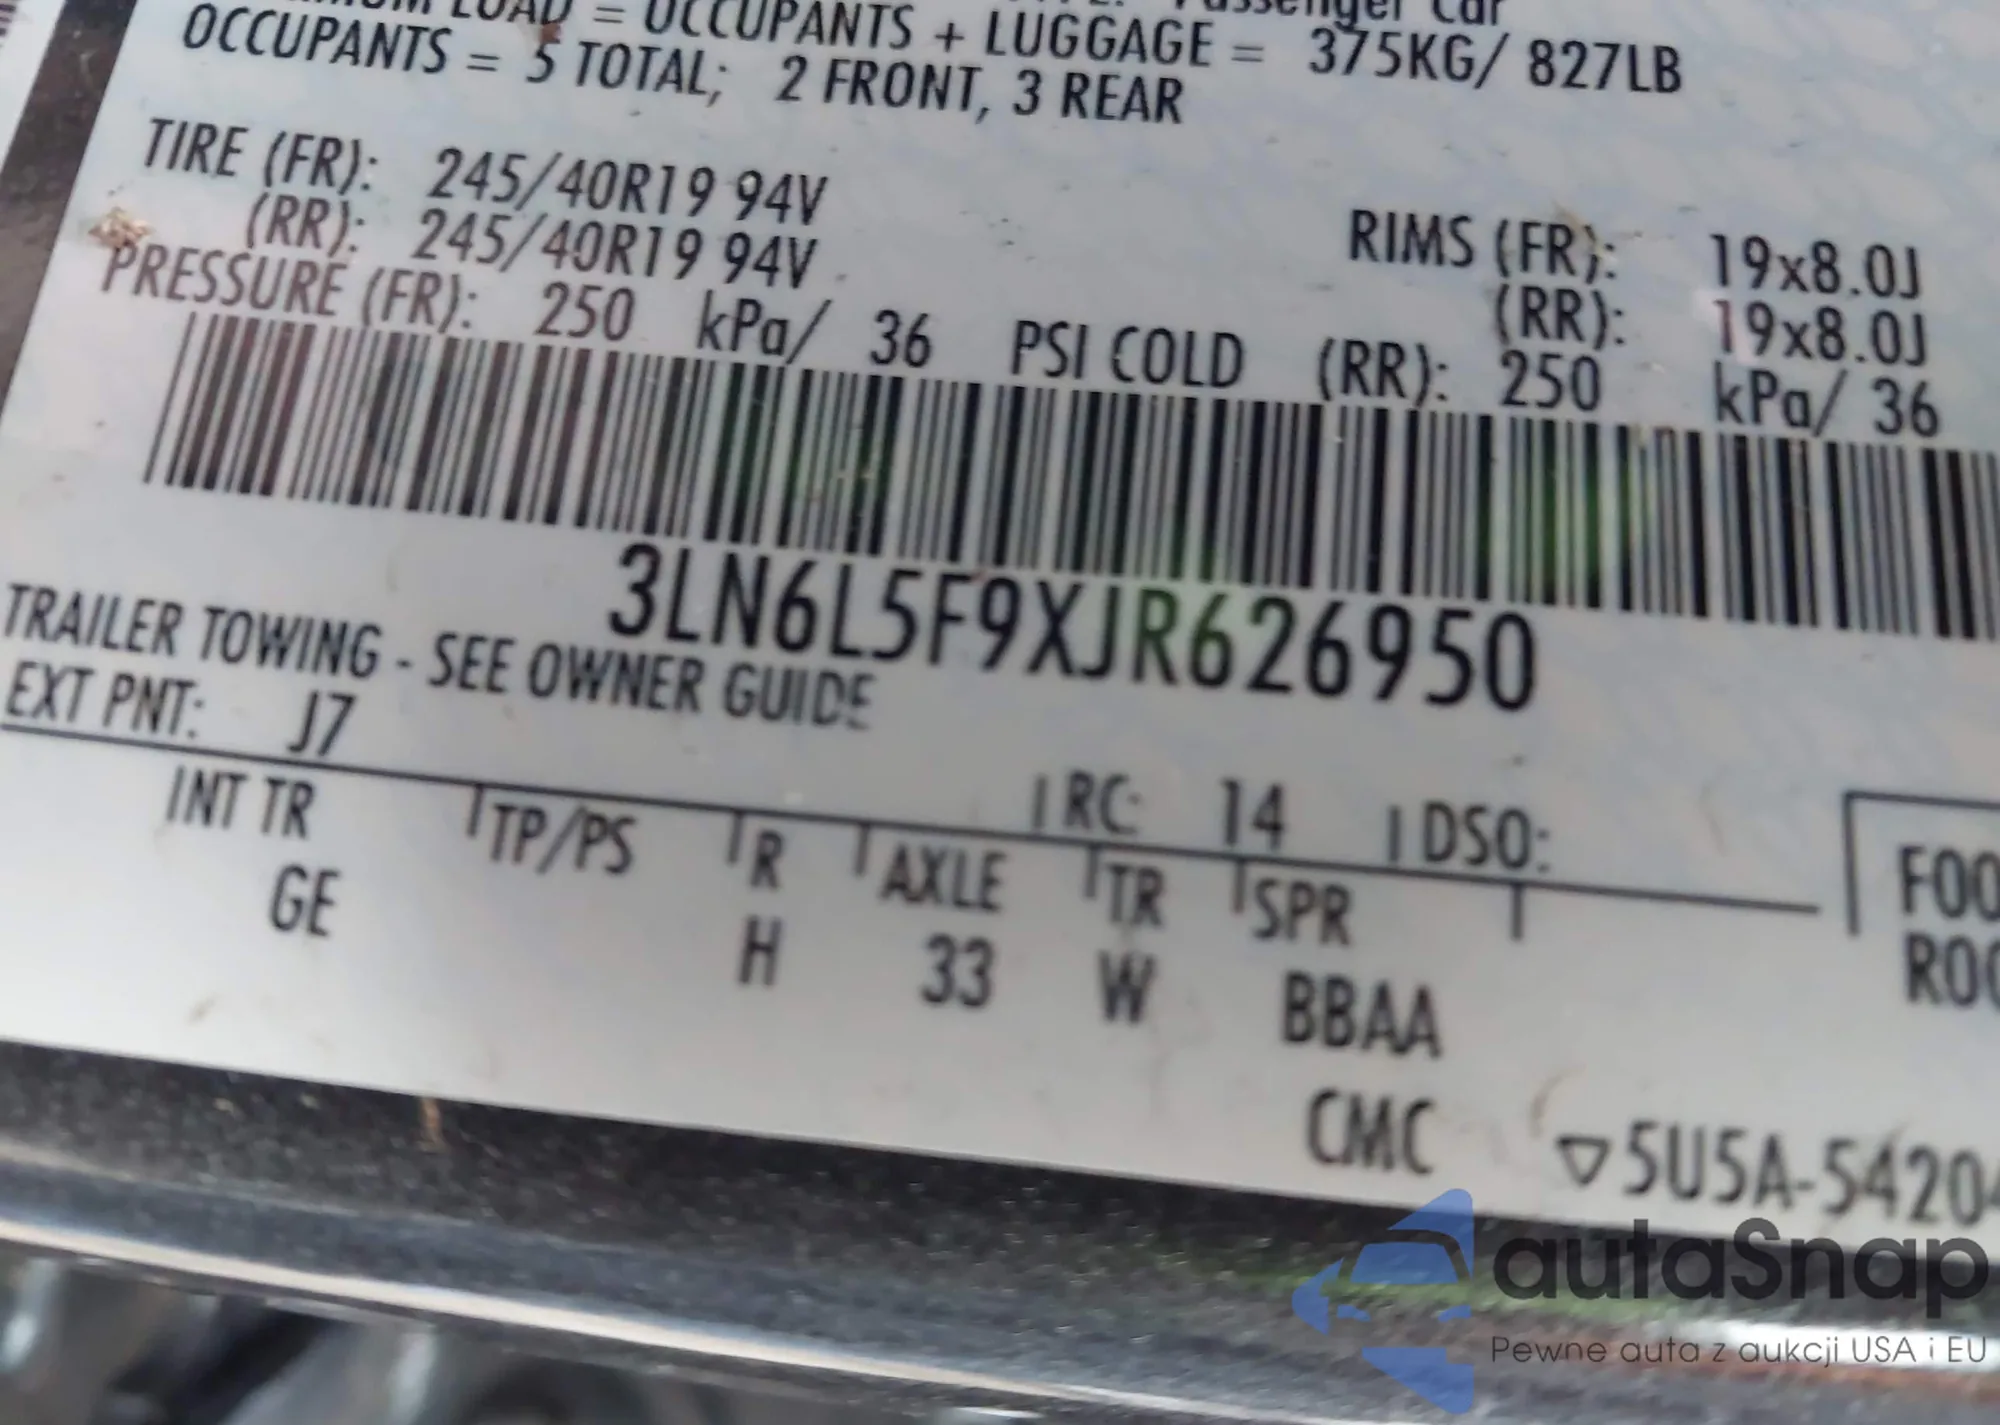 LOAD = OCCUPANTS + LUGGAGE = 375KG/ 827LB
OCCUPANTS = 5 TOTAL; 2 FRONT, 3 REAR
TIRE (FR): 245/40R19 94V RIMS (FR): 19x8.0J
(RR): 245/40R19 94V (RR): 19x8.0J
PRESSURE (FR): 250 kPa/ 36 PSI COLD (RR): 250 kPa/ 36
3LN6L5F9XJR626950
TRAILER TOWING - SEE OWNER GUIDE
EXT PNT: J7 RC: 14 DSO:
INT TR TP/PS R AXLE TR SPR
GE H 33 W BBAA
CMC ▽5U5A-5420
autaSnap
Pewne auta z aukcji USA i EU